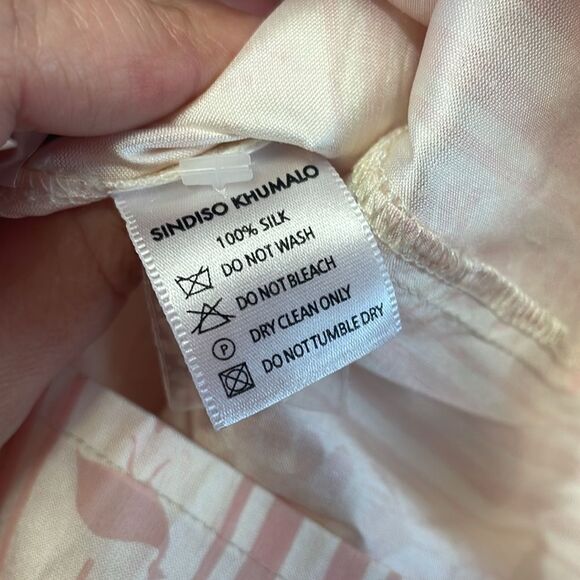 SINDISO KHUMALO
100% SILK
DO NOT WASH
DO NOT BLEACH
P DRY CLEAN ONLY
DO NOT TUMBLE DRY